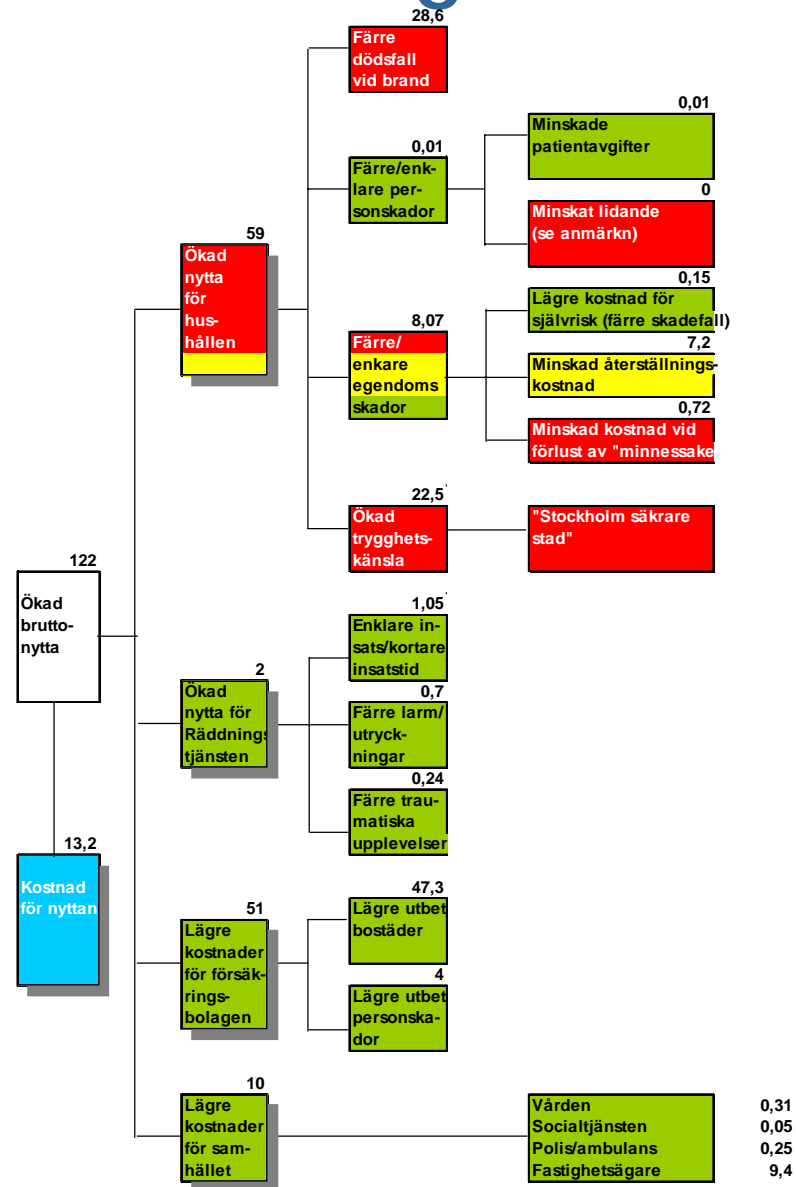 28,6
Färre
dödsfall
vid brand
0,01
Färre/enk-
lare per-
sonskador
0,01
Minskade
patientavgifter
0
Minskat lidande
(se anmärkn)
59
Ökad
nytta
för
hus-
hållen
8,07
Färre/
enkare
egendoms
skador
0,15
Lägre kostnad för
självrisk (färre skadefall)
7,2
Minskad återställnings-
kostnad
0,72
Minskad kostnad vid
förlust av "minnessake
22,5
Ökad
trygghets-
känsla
"Stockholm säkrare
stad"
122
Ökad
brutto-
nytta
2
Ökad
nytta för
Räddnings
tjänsten
1,05
Enklare in-
sats/kortare
insatstid
0,7
Färre larm/
utryck-
ningar
0,24
Färre trau-
matiska
upplevelser
13,2
Kostnad
för nyttan
51
Lägre
kostnader
för försäk-
rings-
bolagen
47,3
Lägre utbet
bostäder
4
Lägre utbet
personska-
dor
10
Lägre
kostnader
för sam-
hället
Vården 0,31
Socialtjänsten 0,05
Polis/ambulans 0,25
Fastighetsägare 9,4